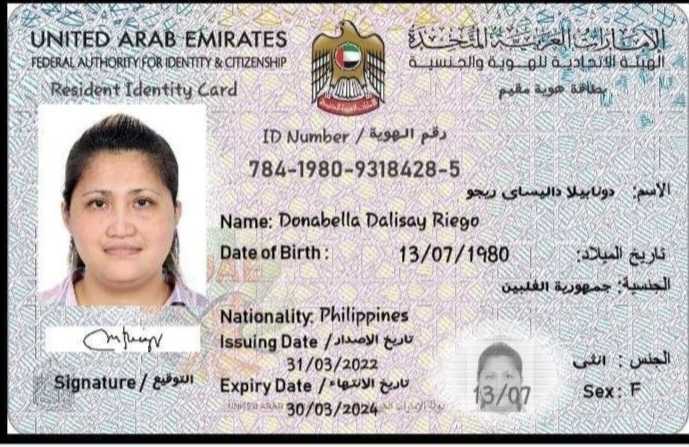 UNITED ARAB EMIRATES
الإمارات العربية المتحدة
FEDERAL AUTHORITY FOR IDENTITY & CITIZENSHIP
الهيئة الاتحادية للهوية والجنسية
Resident Identity Card
بطاقة هوية مقيم
ID Number / رقم الهوية
784-1980-9318428-5
الاسم: دونابيلا داليساى ريجو
Name: Donabella Dalisay Riego
Date of Birth : 13/07/1980 تاريخ الميلاد:
الجنسية: جمهورية الفلبين
Nationality: Philippines
Issuing Date / تاريخ الاصدار
31/03/2022
الجنس : انثى
Signature / التوقيع
Expiry Date / تاريخ الانتهاء
13/07
Sex: F
30/03/2024